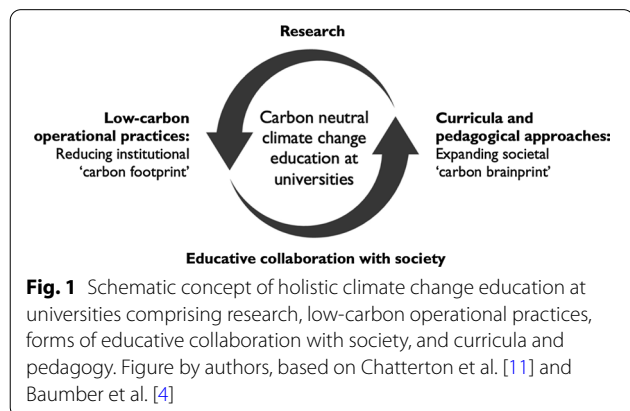 Research
Low-carbon
operational practices:
Reducing institutional
'carbon footprint'
Carbon neutral
climate change
education at
universities
Curricula and
pedagogical approaches:
Expanding societal
'carbon brainprint'
Educative collaboration with society
Fig. 1 Schematic concept of holistic climate change education at
universities comprising research, low-carbon operational practices,
forms of educative collaboration with society, and curricula and
pedagogy. Figure by authors, based on Chatterton et al. [11] and
Baumber et al. [4]